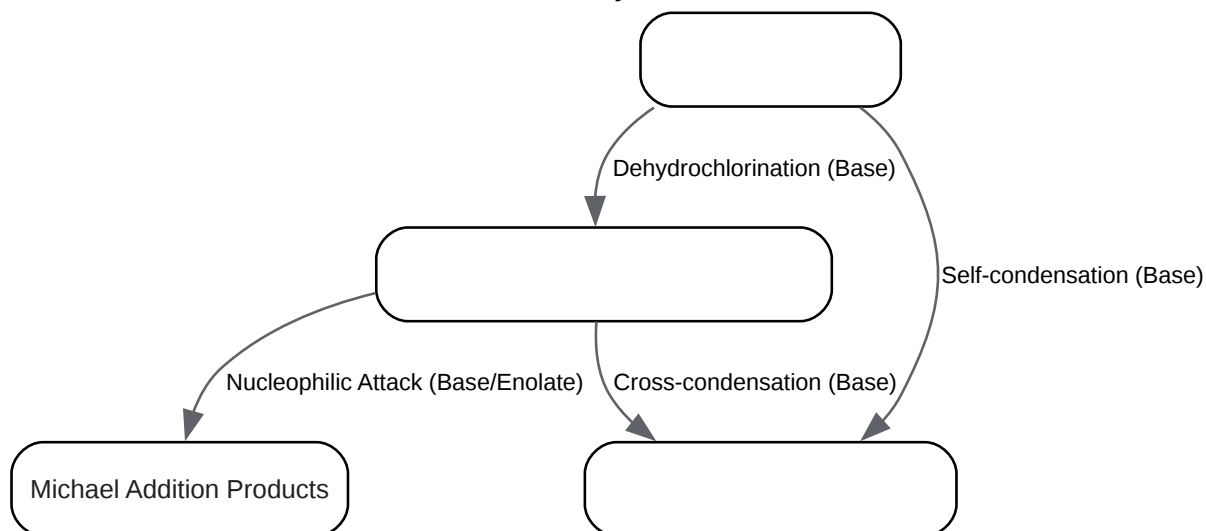 Dehydrochlorination (Base)
Self-condensation (Base)
Nucleophilic Attack (Base/Enolate)
Cross-condensation (Base)
Michael Addition Products